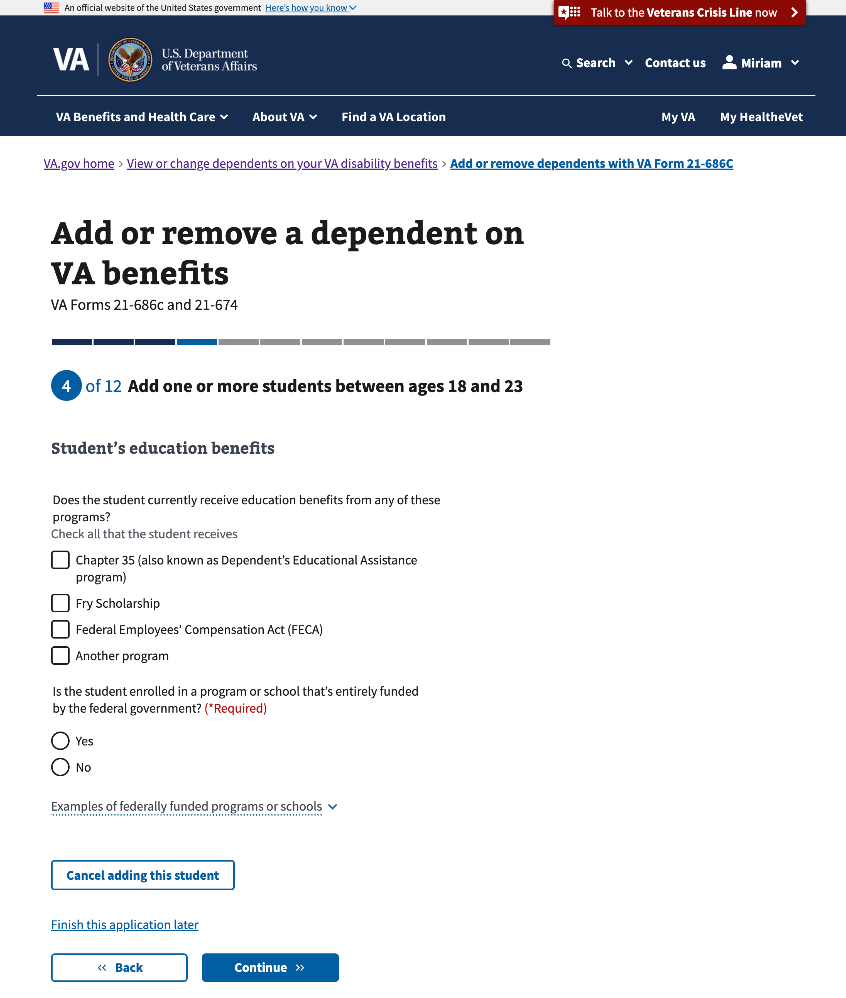 An official website of the United States government Here's how you know
Talk to the Veterans Crisis Line now
VA
U.S. Department
of Veterans Affairs
Search
Contact us
Miriam
VA Benefits and Health Care
About VA
Find a VA Location
My VA
My HealtheVet
VA.gov home › View or change dependents on your VA disability benefits › Add or remove dependents with VA Form 21-686C
Add or remove a dependent on
VA benefits
VA Forms 21-686c and 21-674
4 of 12 Add one or more students between ages 18 and 23
Student’s education benefits
Does the student currently receive education benefits from any of these
programs?
Check all that the student receives
Chapter 35 (also known as Dependent’s Educational Assistance
program)
Fry Scholarship
Federal Employees’ Compensation Act (FECA)
Another program
Is the student enrolled in a program or school that’s entirely funded
by the federal government? (*Required)
Yes
No
Examples of federally funded programs or schools
Cancel adding this student
Finish this application later
Back
Continue